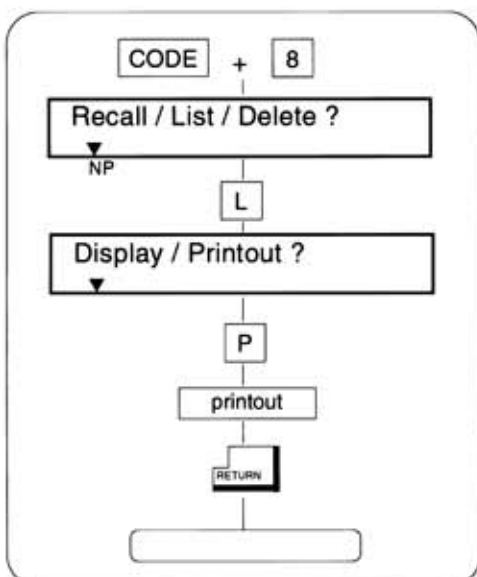 CODE + 8
Recall / List / Delete ?
NP
L
Display / Printout ?
P
printout
RETURN